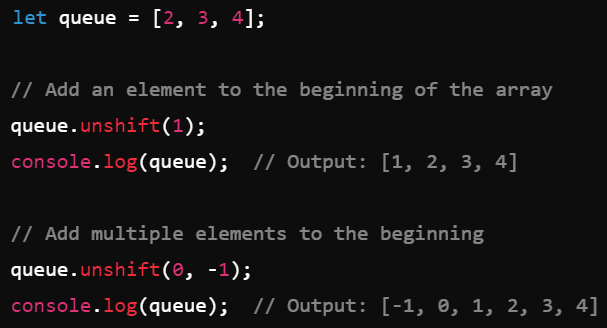 let queue = [2, 3, 4];
// Add an element to the beginning of the array
queue.unshift(1);
console.log(queue);  // Output: [1, 2, 3, 4]
// Add multiple elements to the beginning
queue.unshift(0, -1);
console.log(queue);  // Output: [-1, 0, 1, 2, 3, 4]